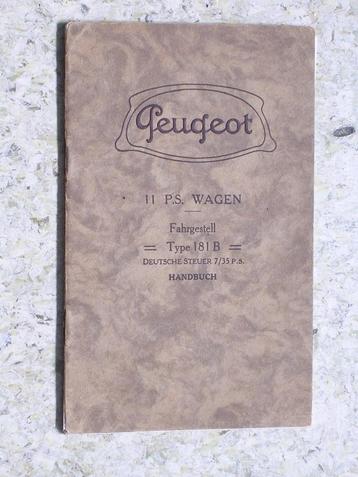 Peugeot
11 P.S. WAGEN
Fahrgestell
Type 181 B
DEUTSCHE STEUER 7/35 P.S.
HANDBUCH